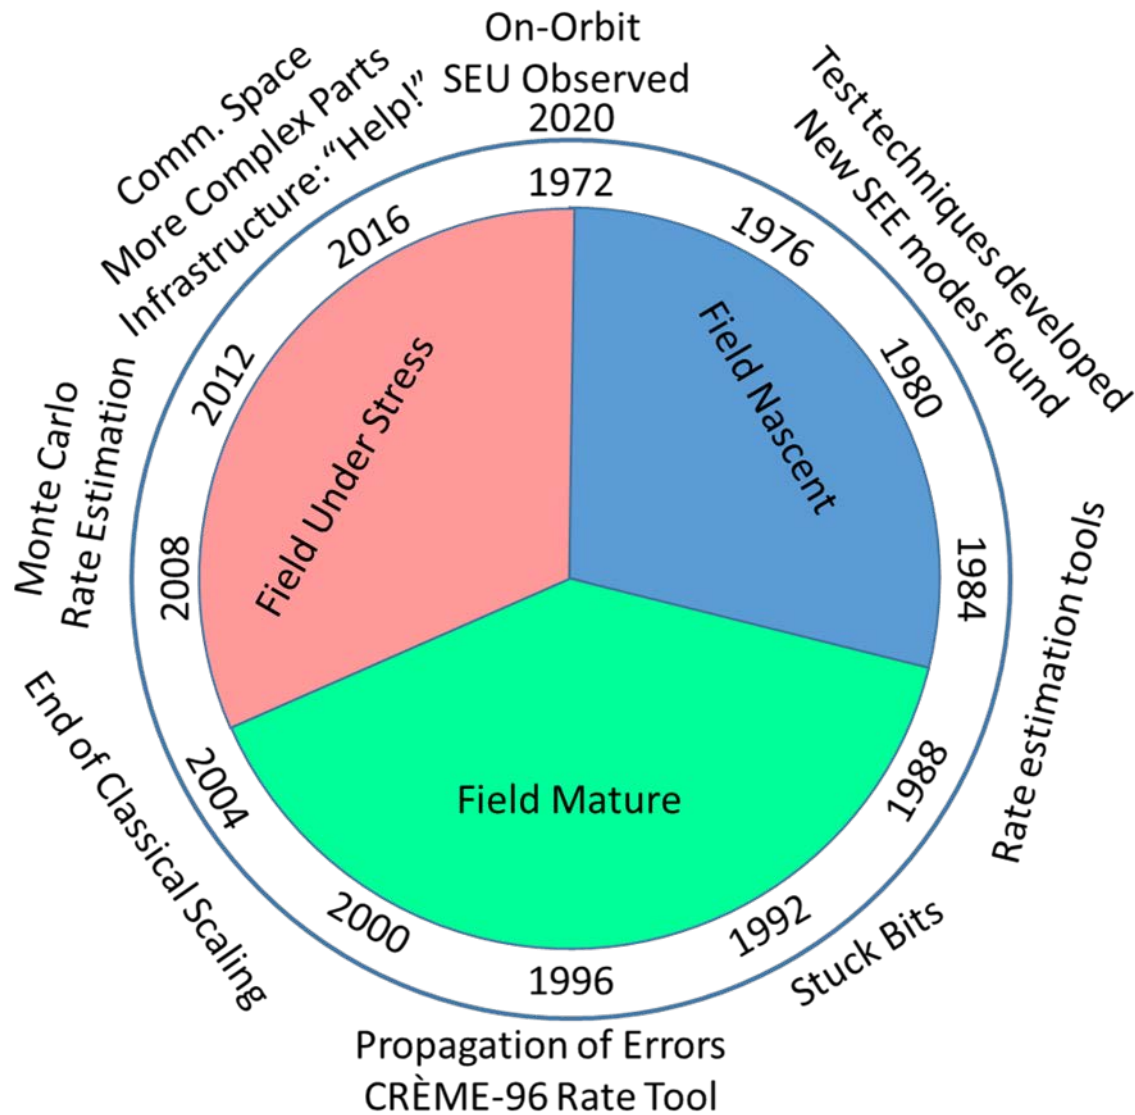 On-Orbit
SEU Observed
2020
1972
1976
1980
1984
1988
1992
1996
2000
2004
2008
2012
2016
Test techniques developed
New SEE modes found
Rate estimation tools
Stuck Bits
Propagation of Errors
CRÈME-96 Rate Tool
End of Classical Scaling
Monte Carlo
Rate Estimation
Comm. Space
More Complex Parts
Infrastructure: “Help!”
Field Nascent
Field Mature
Field Under Stress